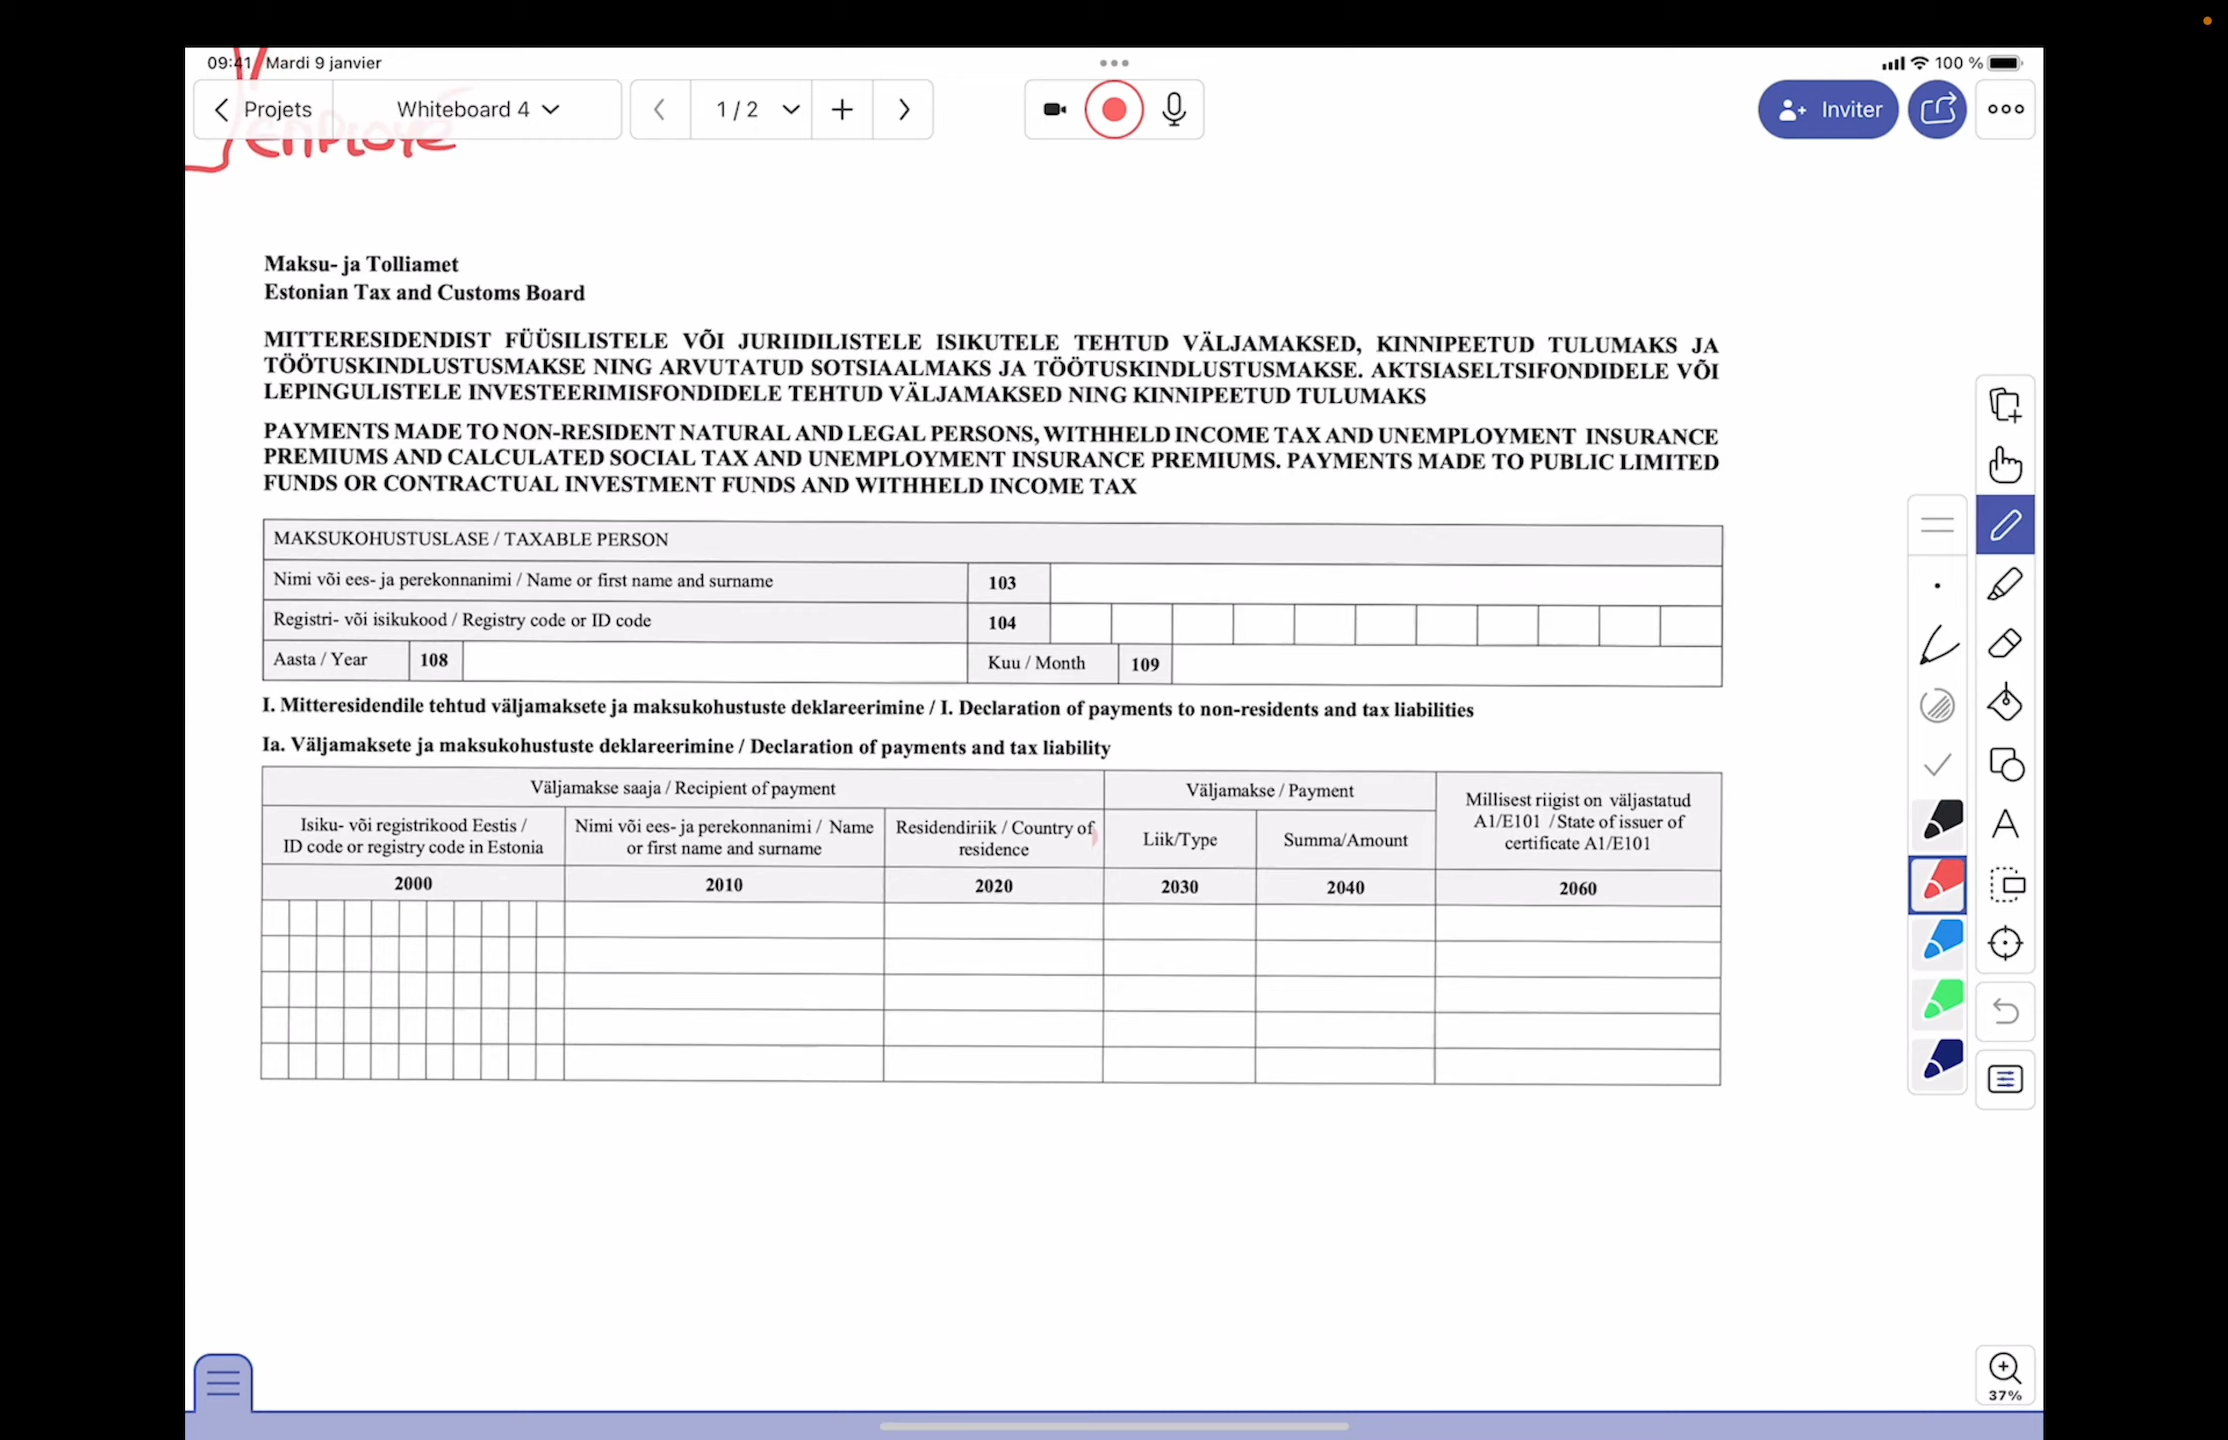 09:41 Mardi 9 janvier
100 %
Projets
Whiteboard 4
1 / 2
Inviter
employé
Maksu- ja Tolliamet
Estonian Tax and Customs Board
MITTERESIDENDIST FÜÜSILISTELE VÕI JURIIDILISTELE ISIKUTELE TEHTUD VÄLJAMAKSED, KINNIPEETUD TULUMAKS JA
TÖÖTUSKINDLUSTUSMAKSE NING ARVUTATUD SOTSIAALMAKS JA TÖÖTUSKINDLUSTUSMAKSE. AKTSIASELTSIFONDIDELE VÕI
LEPINGULISTELE INVESTEERIMISFONDIDELE TEHTUD VÄLJAMAKSED NING KINNIPEETUD TULUMAKS
PAYMENTS MADE TO NON-RESIDENT NATURAL AND LEGAL PERSONS, WITHHELD INCOME TAX AND UNEMPLOYMENT INSURANCE
PREMIUMS AND CALCULATED SOCIAL TAX AND UNEMPLOYMENT INSURANCE PREMIUMS. PAYMENTS MADE TO PUBLIC LIMITED
FUNDS OR CONTRACTUAL INVESTMENT FUNDS AND WITHHELD INCOME TAX
MAKSUKOHUSTUSLASE / TAXABLE PERSON
Nimi või ees- ja perekonnanimi / Name or first name and surname 103
Registri- või isikukood / Registry code or ID code 104
Aasta / Year 108 Kuu / Month 109
I. Mitteresidendile tehtud väljamaksete ja maksukohustuste deklareerimine / I. Declaration of payments to non-residents and tax liabilities
Ia. Väljamaksete ja maksukohustuste deklareerimine / Declaration of payments and tax liability
Väljamakse saaja / Recipient of payment
Väljamakse / Payment
Millisest riigist on väljastatud
A1/E101 / State of issuer of
certificate A1/E101
Isiku- või registrikood Eestis /
ID code or registry code in Estonia
Nimi või ees- ja perekonnanimi / Name
or first name and surname
Residendiriik / Country of
residence
Liik/Type
Summa/Amount
2000 2010 2020 2030 2040 2060
37%